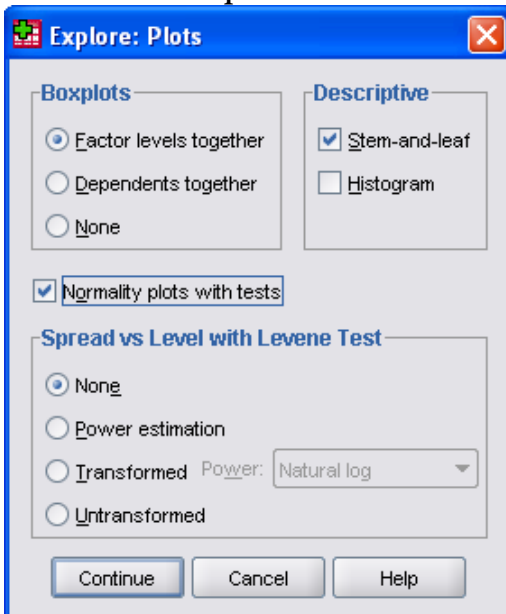 Explore: Plots
Boxplots
Factor levels together
Dependents together
None
Descriptive
Stem-and-leaf
Histogram
Normality plots with tests
Spread vs Level with Levene Test
None
Power estimation
Transformed Power: Natural log
Untransformed
Continue Cancel Help